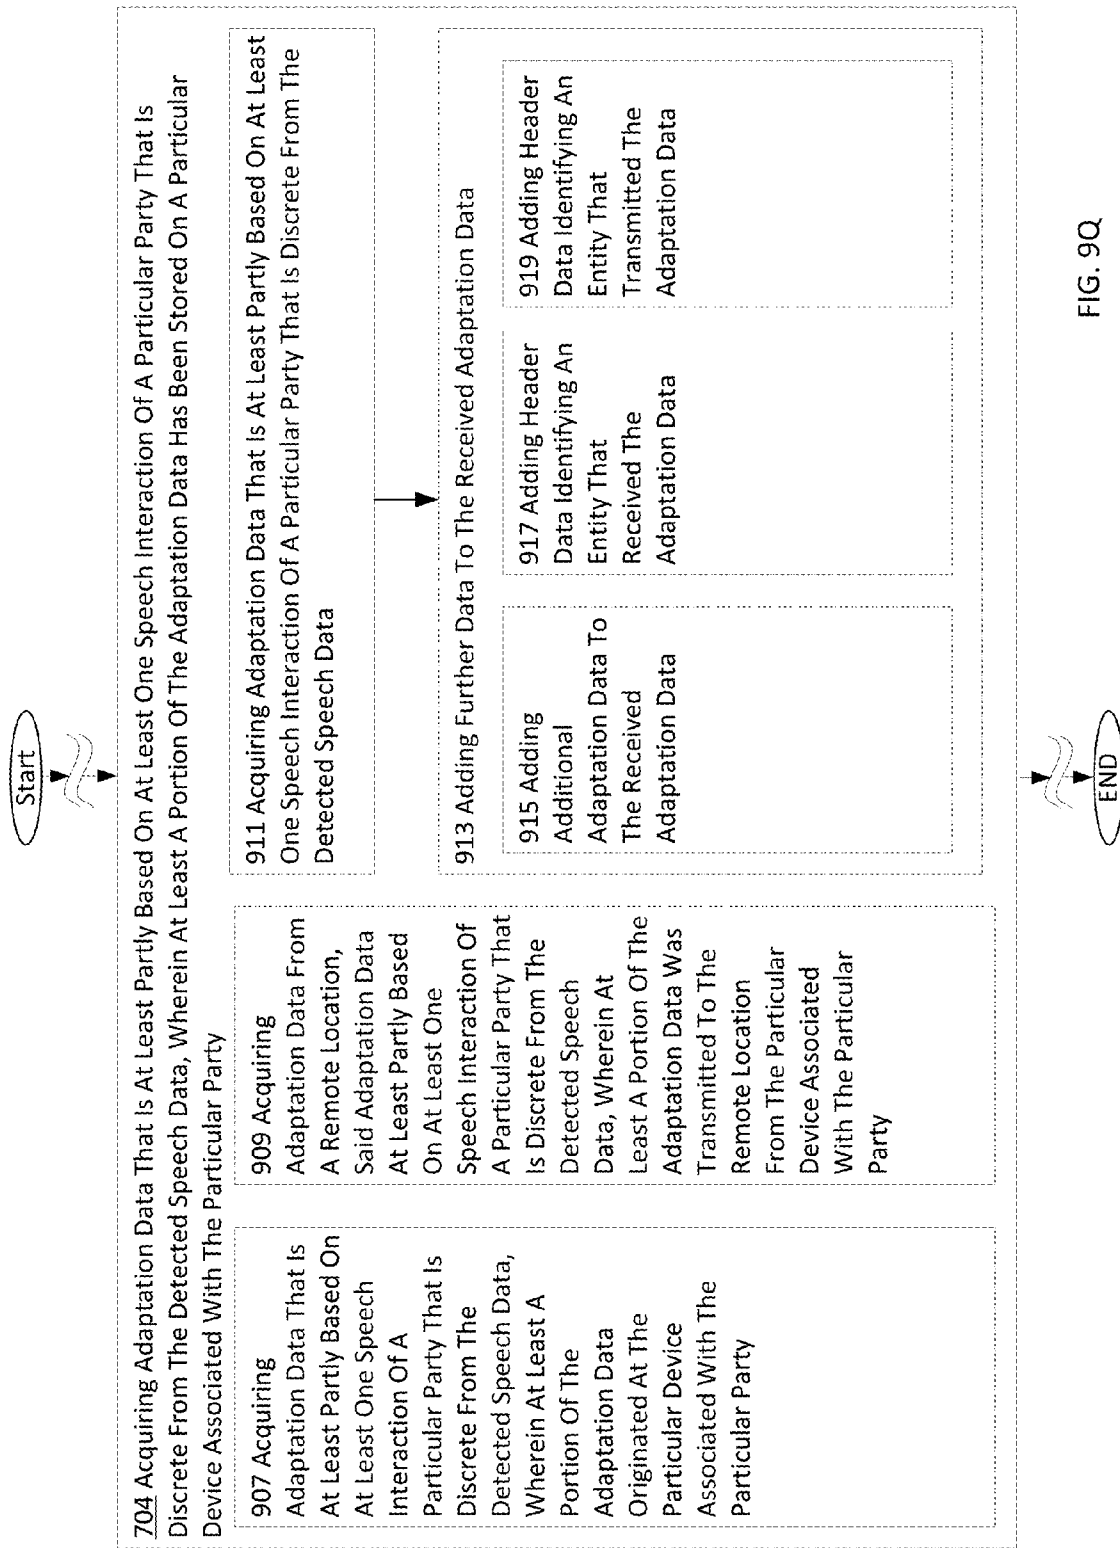 Start
704 Acquiring Adaptation Data That Is At Least Partly Based On At Least One Speech Interaction Of A Particular Party That Is
Discrete From The Detected Speech Data, Wherein At Least A Portion Of The Adaptation Data Has Been Stored On A Particular
Device Associated With The Particular Party
907 Acquiring
Adaptation Data That Is
At Least Partly Based On
At Least One Speech
Interaction Of A
Particular Party That Is
Discrete From The
Detected Speech Data,
Wherein At Least A
Portion Of The
Adaptation Data
Originated At The
Particular Device
Associated With The
Particular Party
909 Acquiring
Adaptation Data From
A Remote Location,
Said Adaptation Data
At Least Partly Based
On At Least One
Speech Interaction Of
A Particular Party That
Is Discrete From The
Detected Speech
Data, Wherein At
Least A Portion Of The
Adaptation Data Was
Transmitted To The
Remote Location
From The Particular
Device Associated
With The Particular
Party
911 Acquiring Adaptation Data That Is At Least Partly Based On At Least
One Speech Interaction Of A Particular Party That Is Discrete From The
Detected Speech Data
913 Adding Further Data To The Received Adaptation Data
915 Adding
Additional
Adaptation Data To
The Received
Adaptation Data
917 Adding Header
Data Identifying An
Entity That
Received The
Adaptation Data
919 Adding Header
Data Identifying An
Entity That
Transmitted The
Adaptation Data
END
FIG. 9Q